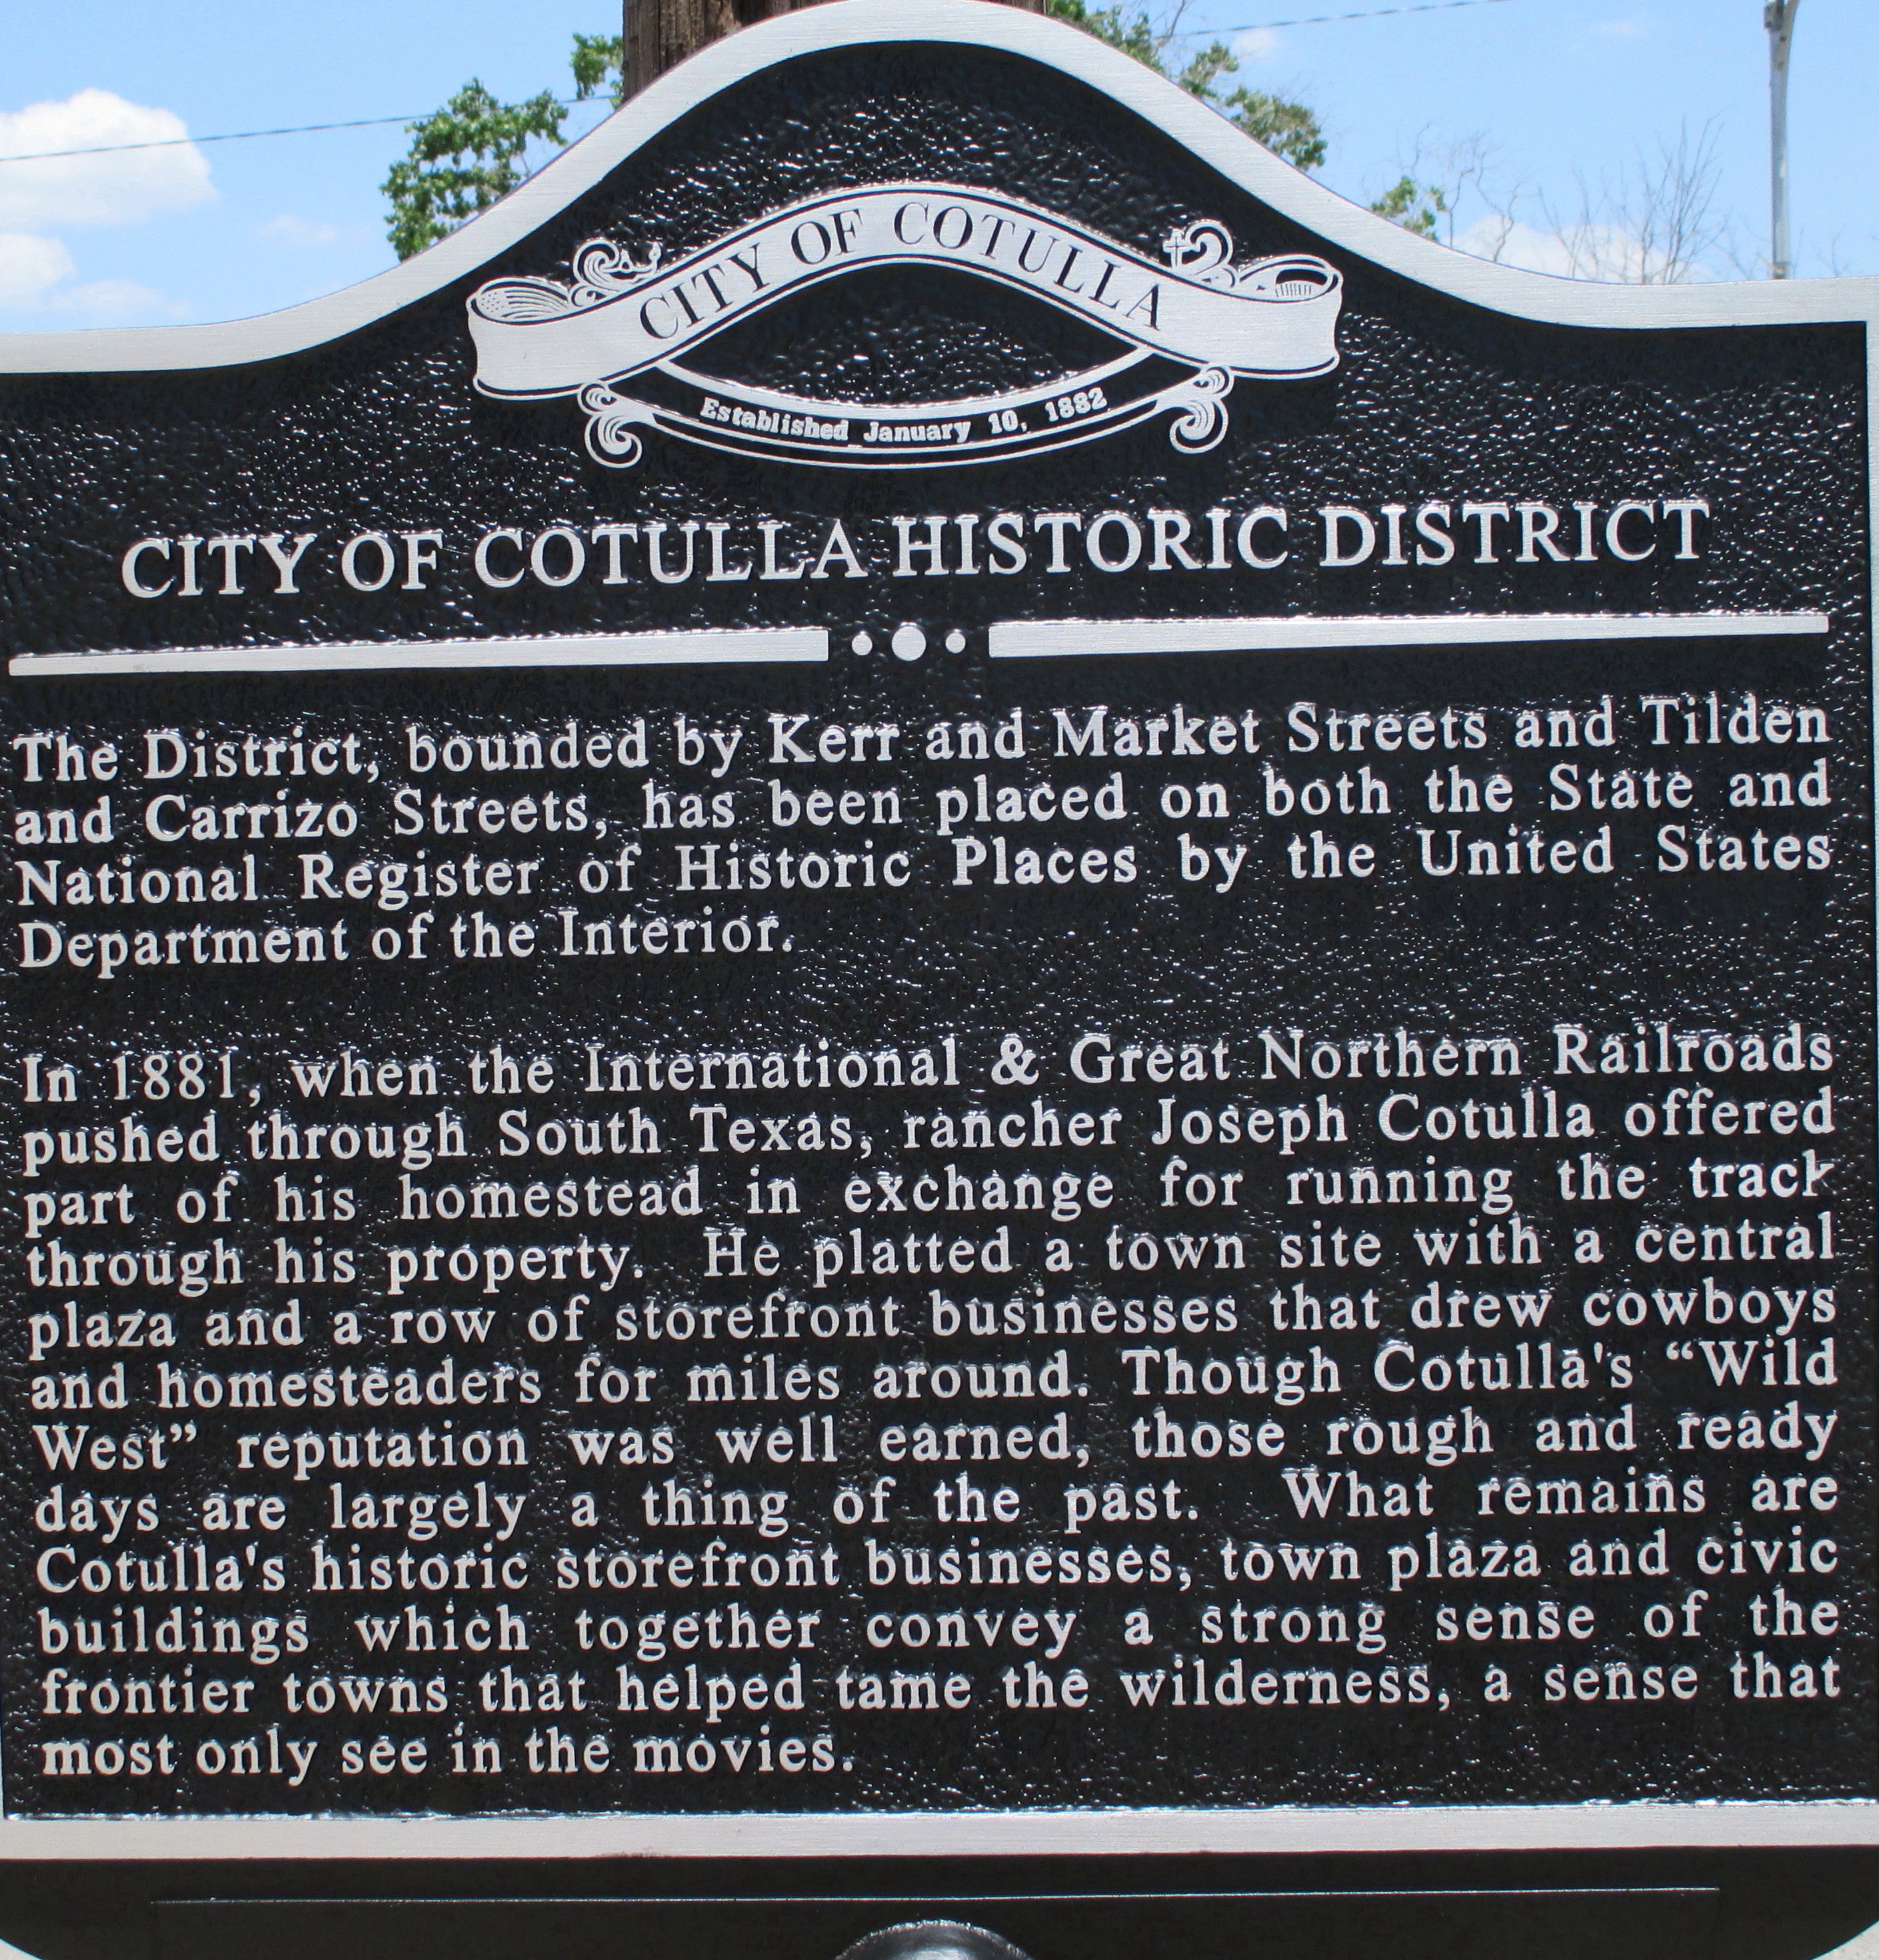 CITY OF COTULLA
Established January 10, 1882
CITY OF COTULLA HISTORIC DISTRICT
The District, bounded by Kerr and Market Streets and Tilden
and Carrizo Streets, has been placed on both the State and
National Register of Historic Places by the United States
Department of the Interior.
In 1881, when the International & Great Northern Railroads
pushed through South Texas, rancher Joseph Cotulla offered
part of his homestead in exchange for running the track
through his property. He platted a town site with a central
plaza and a row of storefront businesses that drew cowboys
and homesteaders for miles around. Though Cotulla's “Wild
West” reputation was well earned, those rough and ready
days are largely a thing of the past. What remains are
Cotulla's historic storefront businesses, town plaza and civic
buildings which together convey a strong sense of the
frontier towns that helped tame the wilderness, a sense that
most only see in the movies.